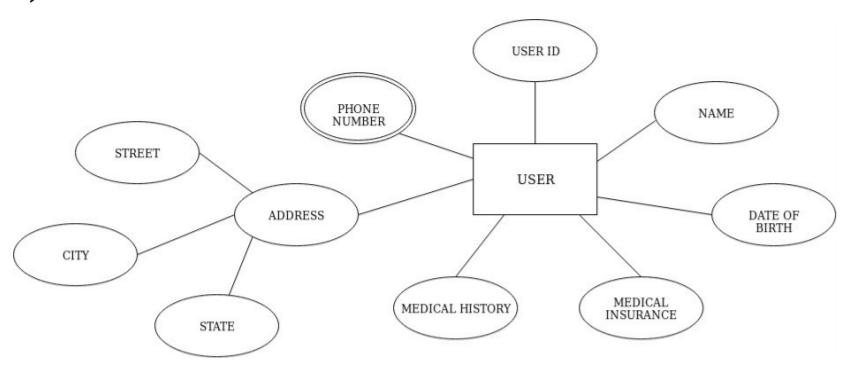 USER ID
PHONE
NUMBER
NAME
STREET
USER
ADDRESS
DATE OF
BIRTH
CITY
MEDICAL HISTORY
MEDICAL
INSURANCE
STATE